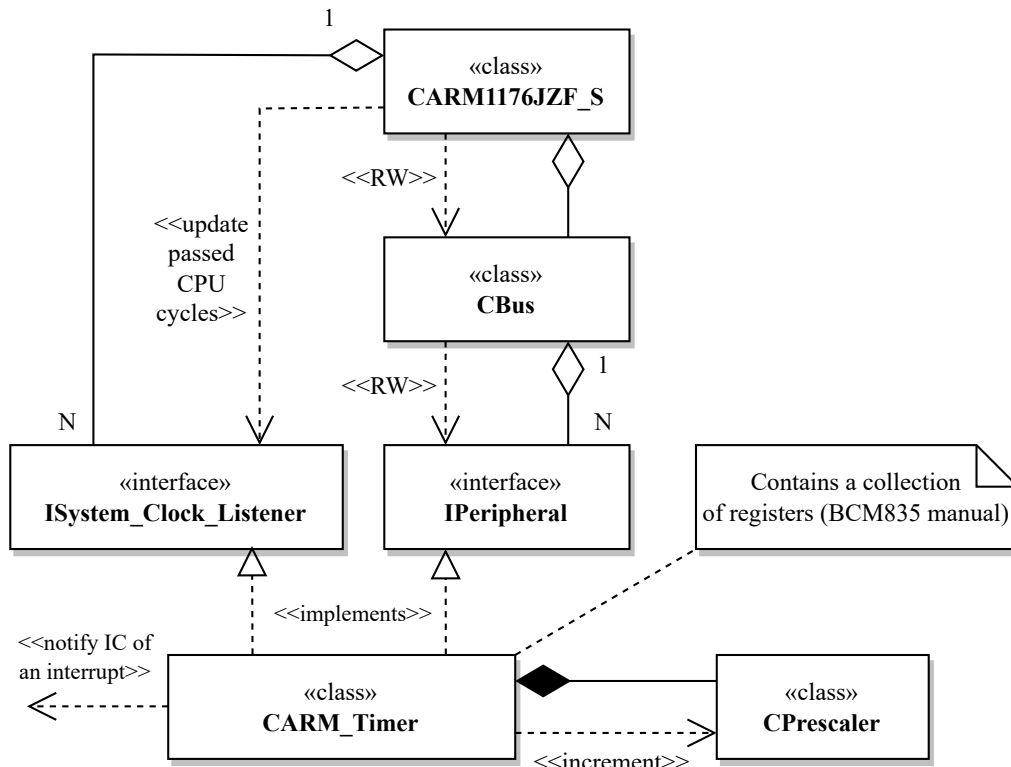 1
«class»
CARM1176JZF_S
<<RW>>
<<update
passed
CPU
cycles>>
«class»
CBus
1
<<RW>>
N
N
«interface»
ISystem_Clock_Listener
«interface»
IPeripheral
Contains a collection
of registers (BCM835 manual)
<<implements>>
<<notify IC of
an interrupt>>
«class»
CARM_Timer
«class»
CPrescaler
<<increment>>